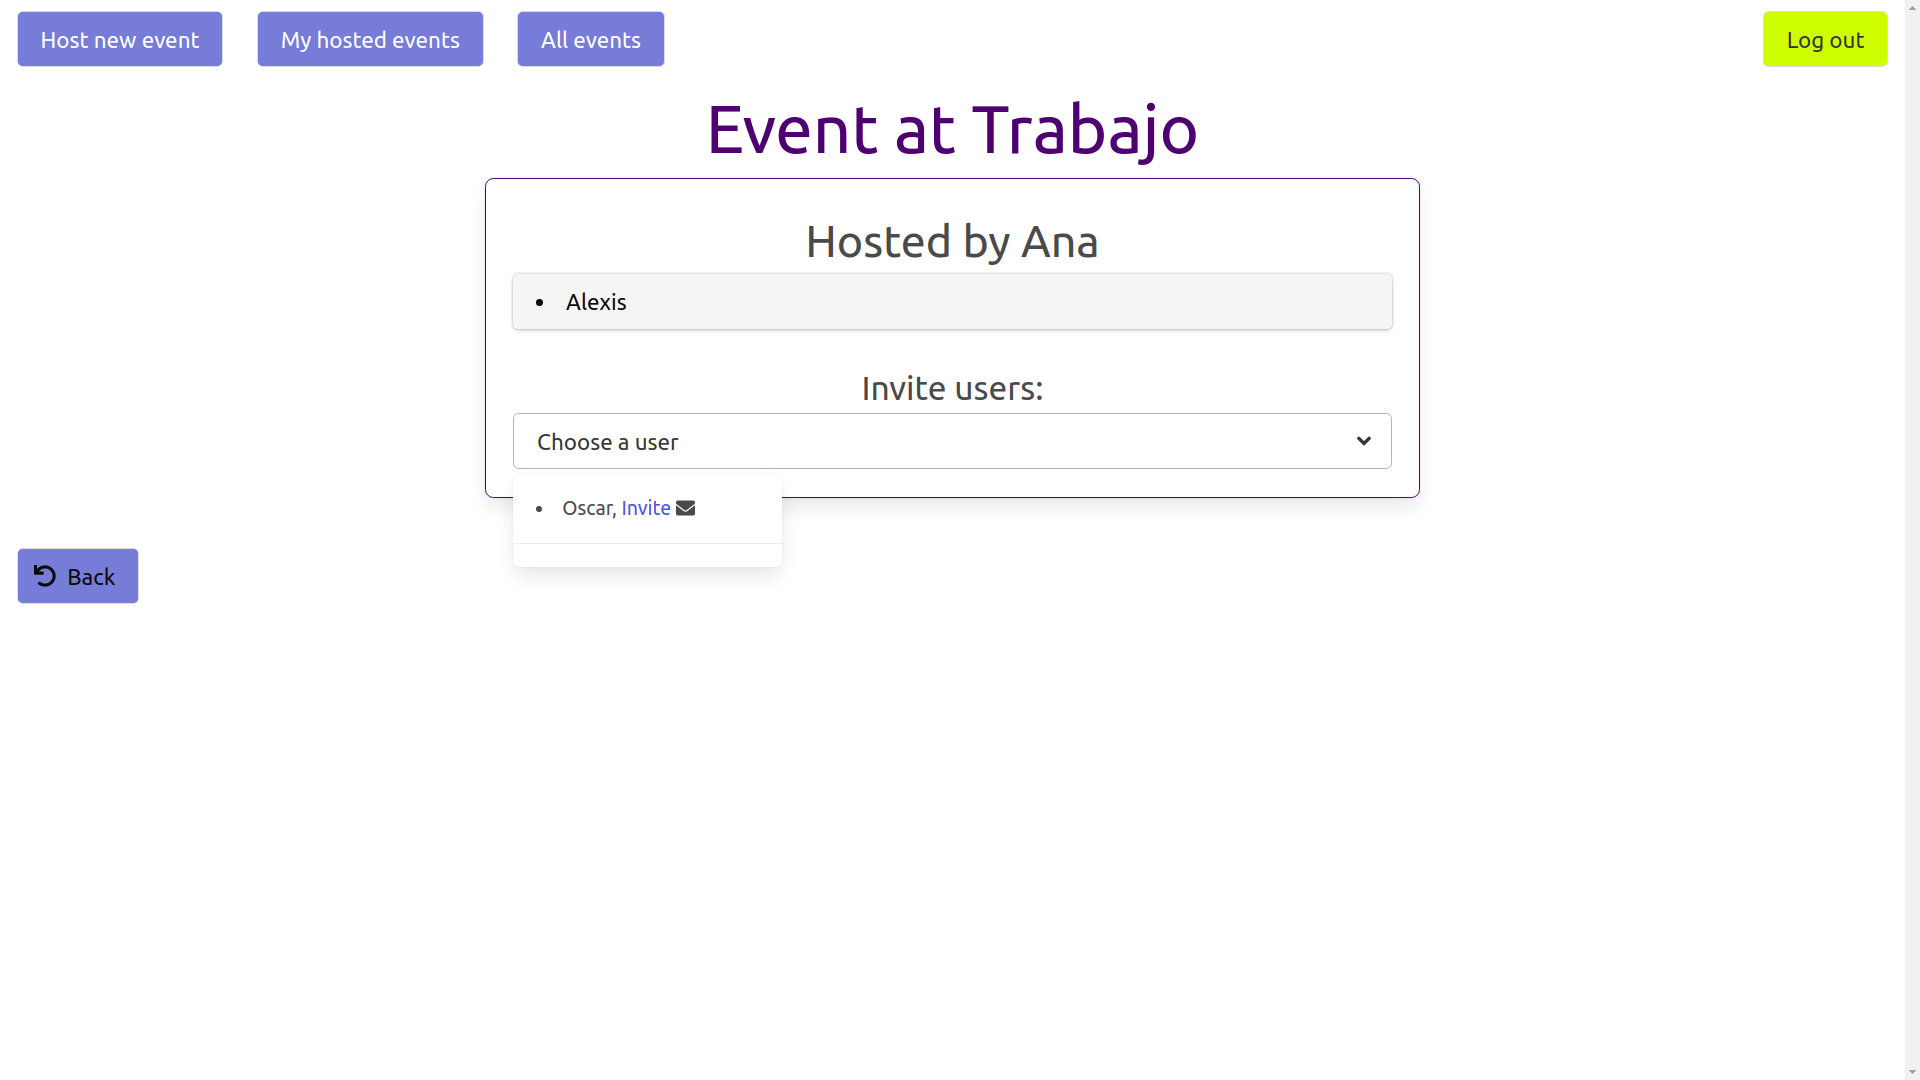 Host new event My hosted events All events Log out
Event at Trabajo
Hosted by Ana
• Alexis
Invite users:
Choose a user
• Oscar, Invite
Back